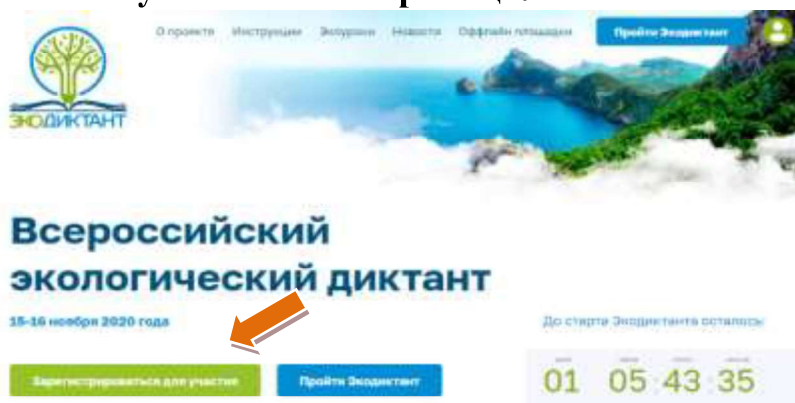 О проекте Инструкции Экоуроки Новости Оффлайн площадки Пройти Экодиктант
ЭКОДИКТАНТ
Всероссийский
экологический диктант
15-16 ноября 2020 года
До старта Экодиктанта осталось:
Зарегистрироваться для участия
Пройти Экодиктант
01 05 43 35